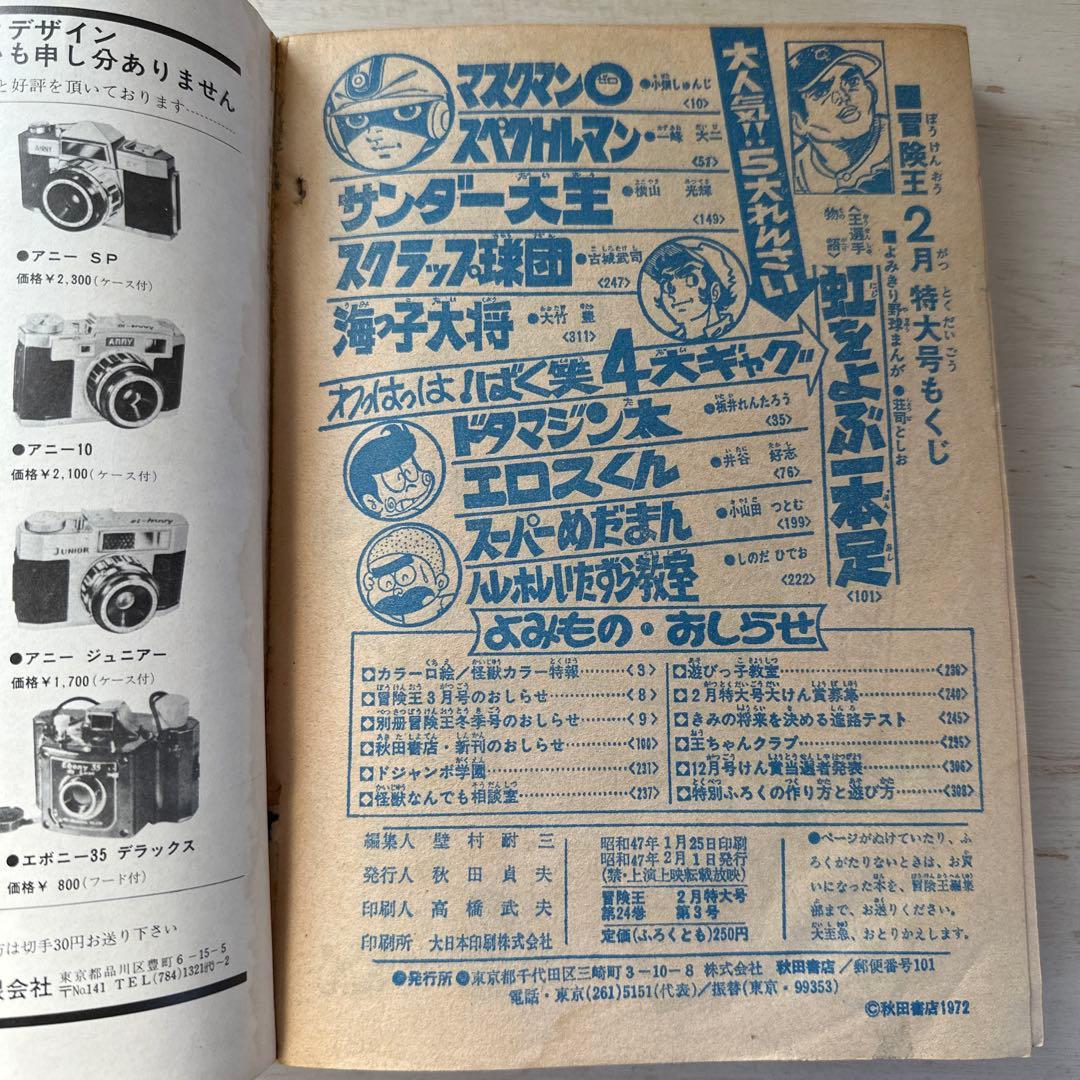 デザイン
も申し分ありません
と好評を頂いております……
ANNY
●アニー SP
価格￥2,300(ケース付)
ANNY
●アニー10
価格￥2,100(ケース付)
JUNIOR
●アニー ジュニアー
価格￥1,700(ケース付)
Ebony 35
●エボニー35 デラックス
価格￥ 800(フード付)
方は切手30円お送り下さい
限会社 東京都品川区豊町6-15-5
〒No.141 TEL(784)1321代~2
■冒険王2月特大号もくじ
ぼうけんおう がつ とくだいごう
■よみきり野球まんが ●荘司としお
《王選手物語》
虹をよぶ一本足
<101>
大人気!!5大れんさい
マスクマン0 ゼロ
<10>
スペクトルマン ●一峰 大二
<51>
サンダー大王 ●横山 光輝
<149>
スクラップ球団 ●古城武司
<247>
海っ子大将 ●大竹 豊
<311>
わっはっは!ばく笑4大ギャグ
ドタマジン太 ●板井れんたろう
<35>
エロスくん ●井谷 好志
<76>
スーパーめだまん ●小山田 つとむ
<199>
ハレホレいたずら教室 ●しのだ ひでお
<222>
よみもの・おしらせ
◘カラー口絵/怪獣カラー特報……<3>
◘冒険王3月号のおしらせ……<8>
◘別冊冒険王冬季号のおしらせ……<9>
◘秋田書店・新刊のおしらせ……<100>
◘ドジャンボ学園……<231>
◘怪獣なんでも相談室……<237>
◘遊びっ子教室……<236>
◘2月特大号大けん賞募集……<240>
◘きみの将来を決める進路テスト <245>
◘王ちゃんクラブ……<295>
◘12月号けん賞当選者発表……<306>
◘特別ふろくの作り方と遊び方……<308>
編集人 壁村耐三
発行人 秋田貞夫
印刷人 高橋武夫
印刷所 大日本印刷株式会社
昭和47年1月25日印刷
昭和47年2月1日発行
(禁・上演上映転載放映)
冒険王 2月特大号
第24巻 第3号
定価(ふろくとも)250円
●ページがぬけていたり、ふ
ろくがたりないときは、お買
いになった本を、冒険王編集
部まで、お送りください。
大至急、おとりかえします。
●発行所●東京都千代田区三崎町3-10-8 株式会社 秋田書店/郵便番号101
電話・東京(261)5151(代表)/振替(東京・99353)
©秋田書店1972